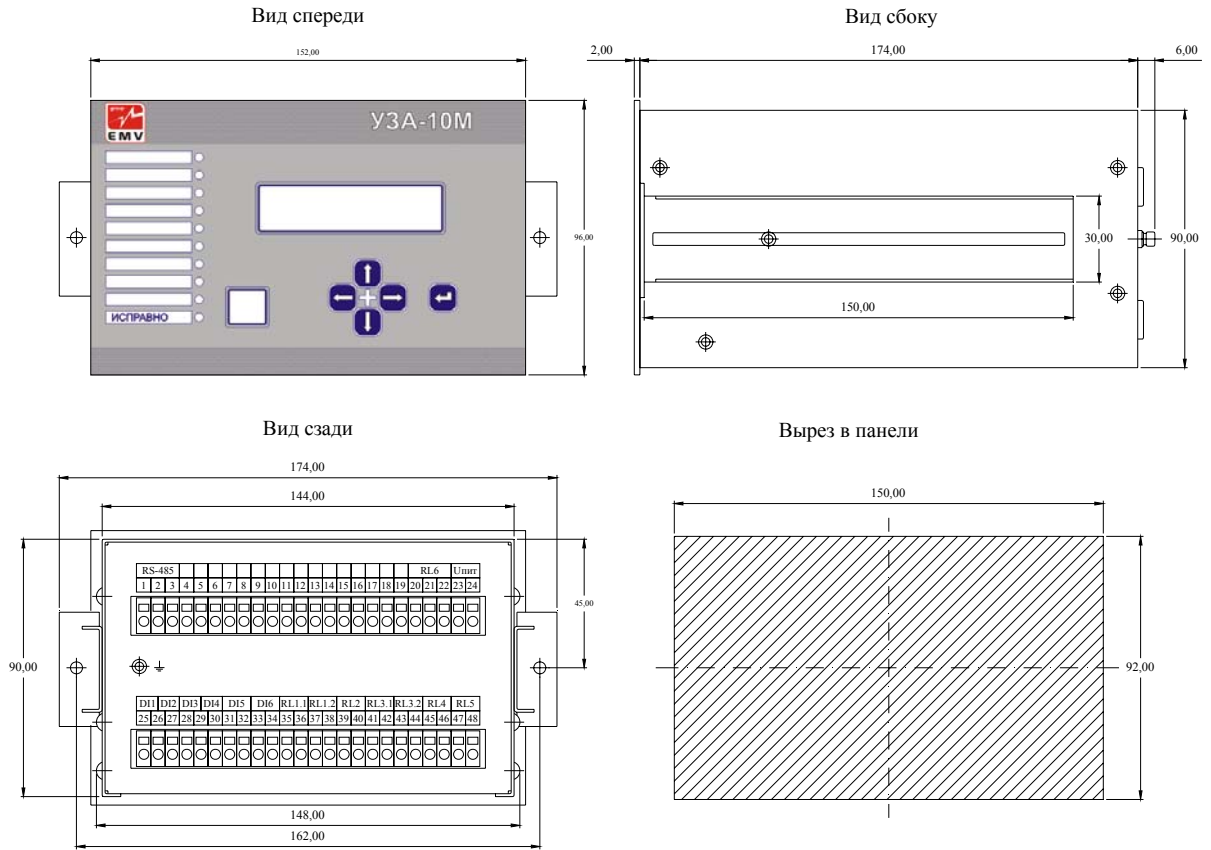 Вид спереди
152,00
EMV
УЗА-10М
ИСПРАВНО
96,00
Вид сбоку
2,00
174,00
6,00
30,00
90,00
150,00
Вид сзади
174,00
144,00
RS-485 RL6 Uпит
1 2 3 4 5 6 7 8 9 10 11 12 13 14 15 16 17 18 19 20 21 22 23 24
45,00
90,00
DI1 DI2 DI3 DI4 DI5 DI6 RL1.1 RL1.2 RL2 RL3.1 RL3.2 RL4 RL5
25 26 27 28 29 30 31 32 33 34 35 36 37 38 39 40 41 42 43 44 45 46 47 48
148,00
162,00
Вырез в панели
150,00
92,00